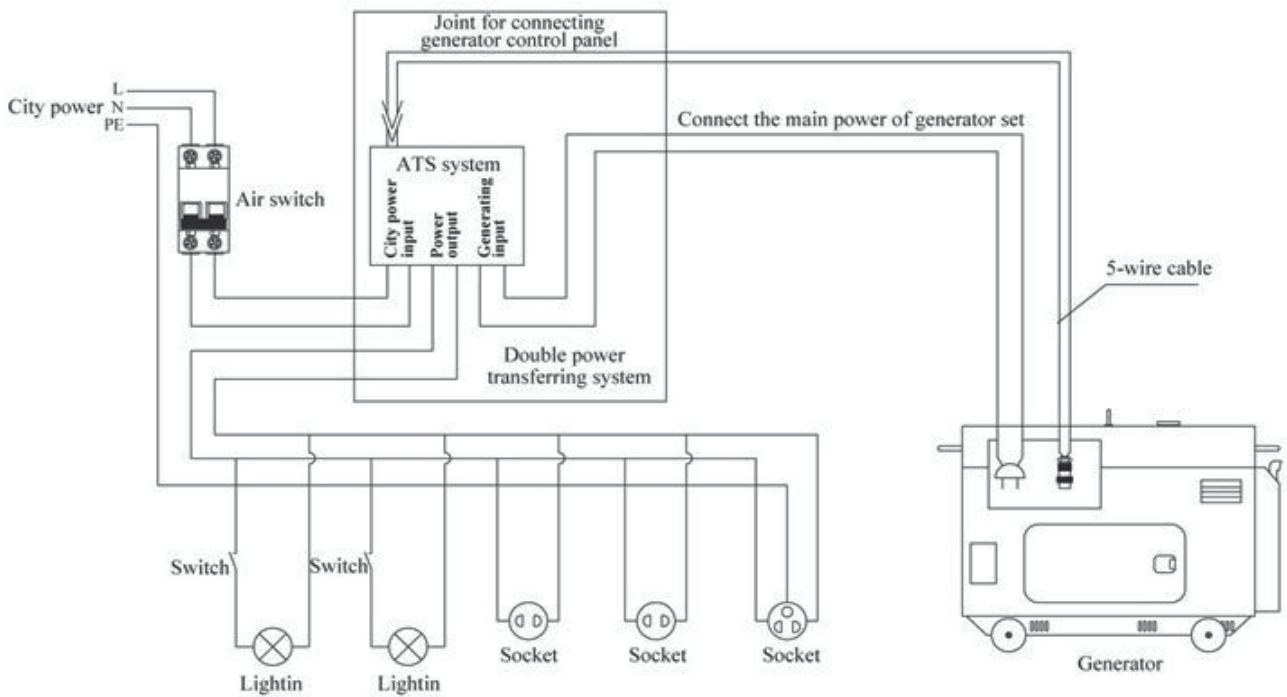 Joint for connecting
generator control panel
L
City power N
PE
Connect the main power of generator set
ATS system
City power
input
Power
output
Generating
input
Air switch
5-wire cable
Double power
transferring system
Switch
Switch
Socket
Socket
Socket
Lightin
Lightin
Generator